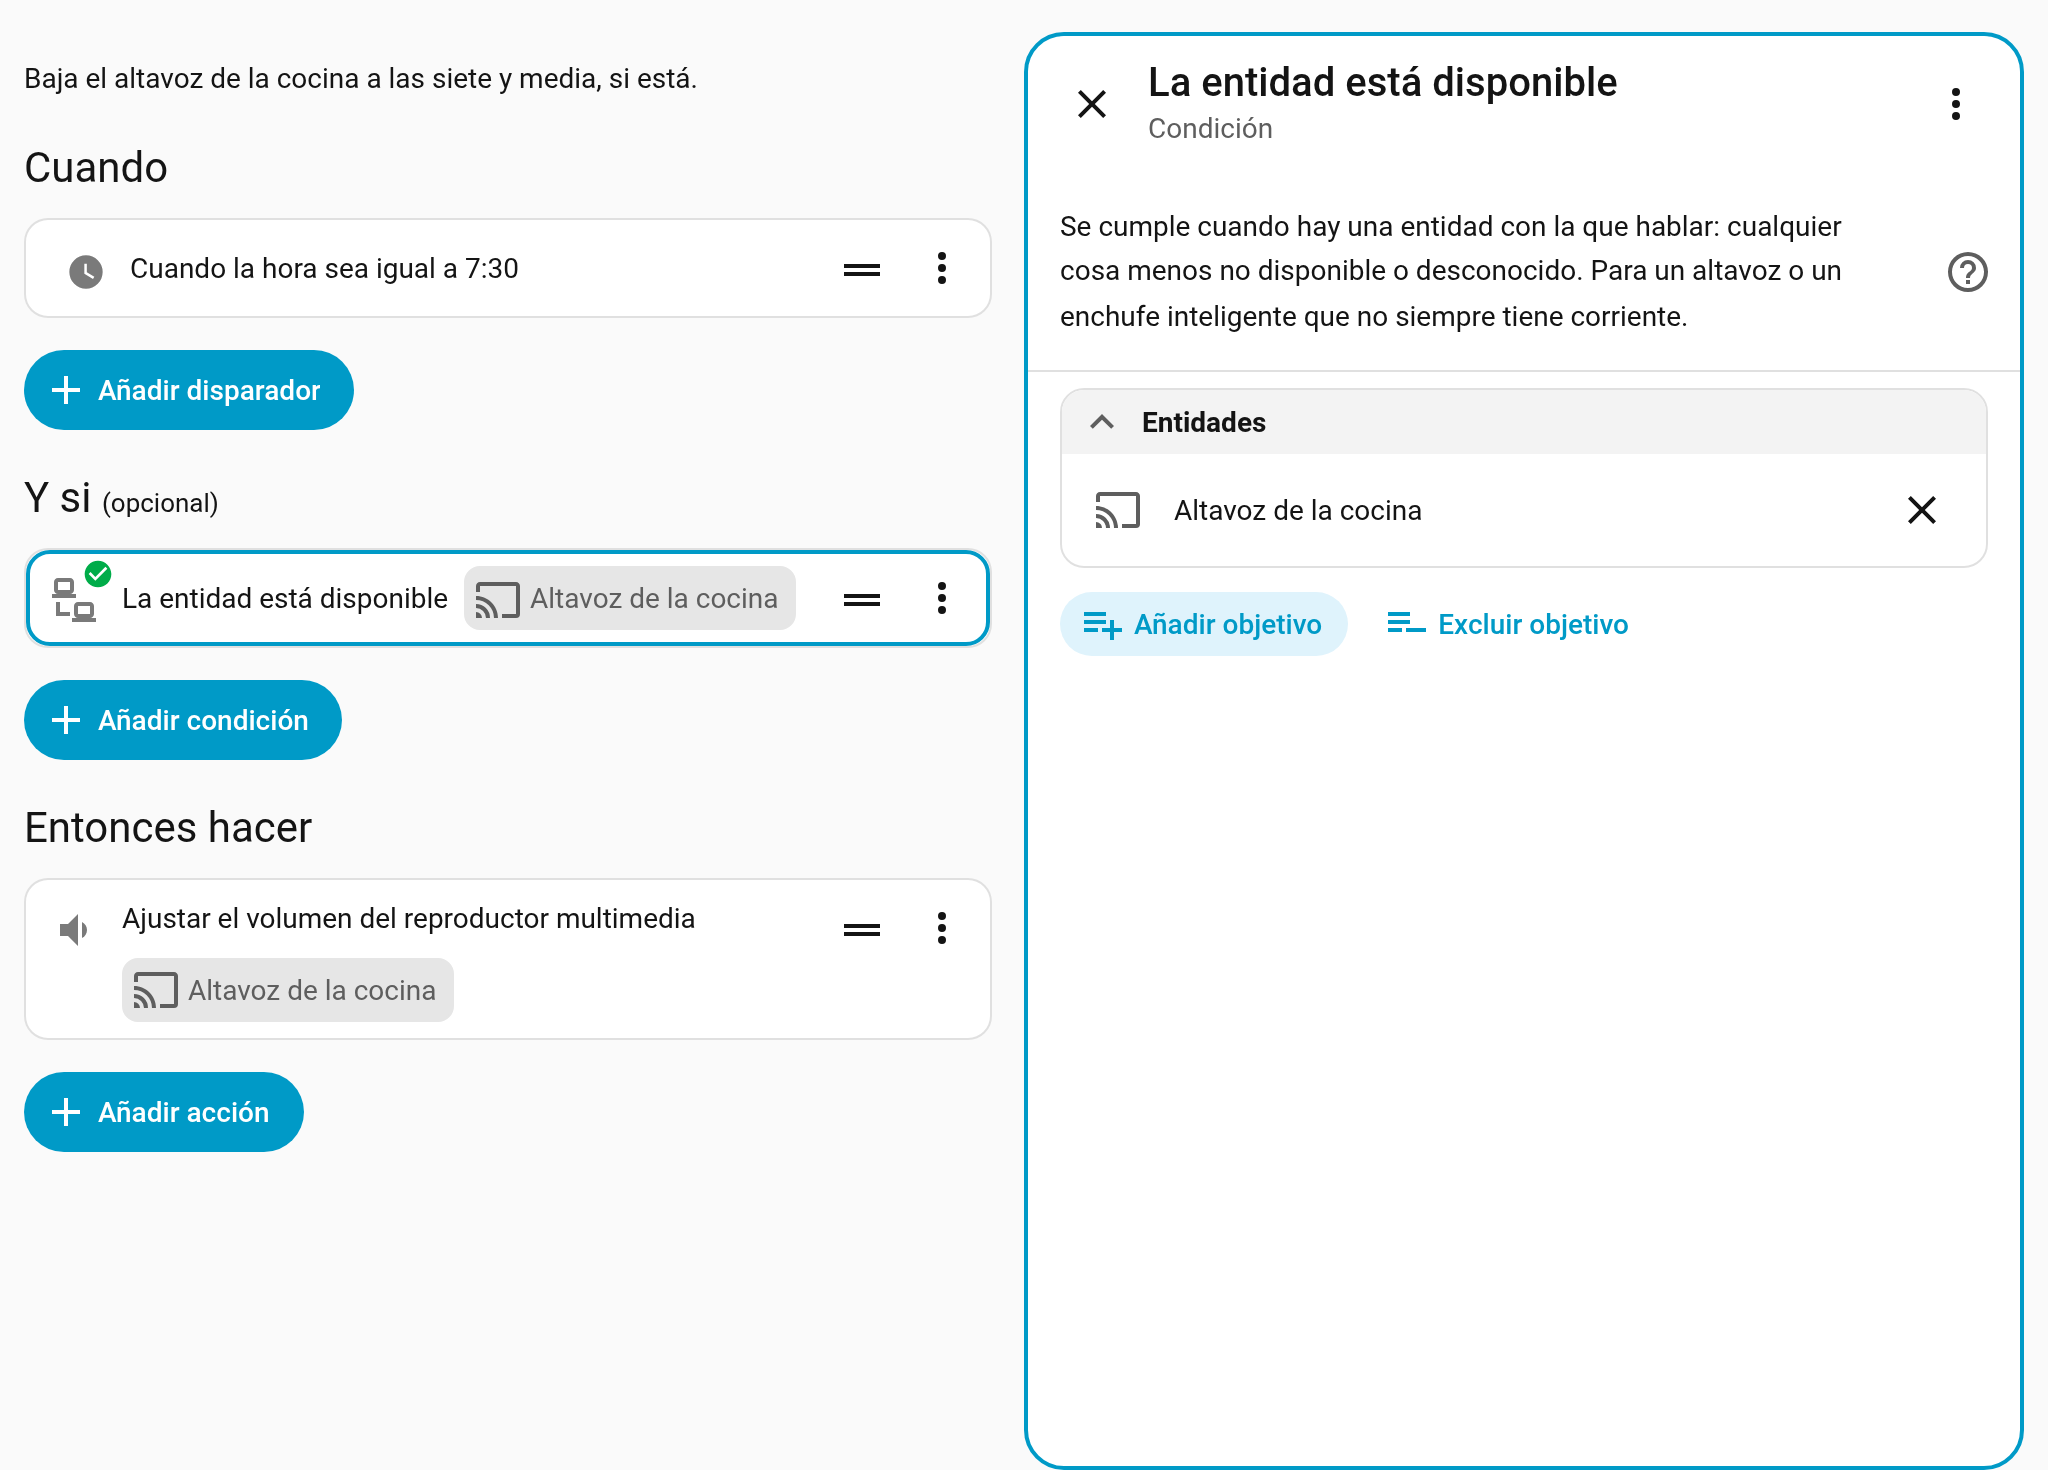 Baja el altavoz de la cocina a las siete y media, si está.
Cuando
Cuando la hora sea igual a 7:30
Añadir disparador
Y si (opcional)
La entidad está disponible Altavoz de la cocina
Añadir condición
Entonces hacer
Ajustar el volumen del reproductor multimedia
Altavoz de la cocina
Añadir acción
La entidad está disponible
Condición
Se cumple cuando hay una entidad con la que hablar: cualquier
cosa menos no disponible o desconocido. Para un altavoz o un
enchufe inteligente que no siempre tiene corriente.
Entidades
Altavoz de la cocina
Añadir objetivo Excluir objetivo